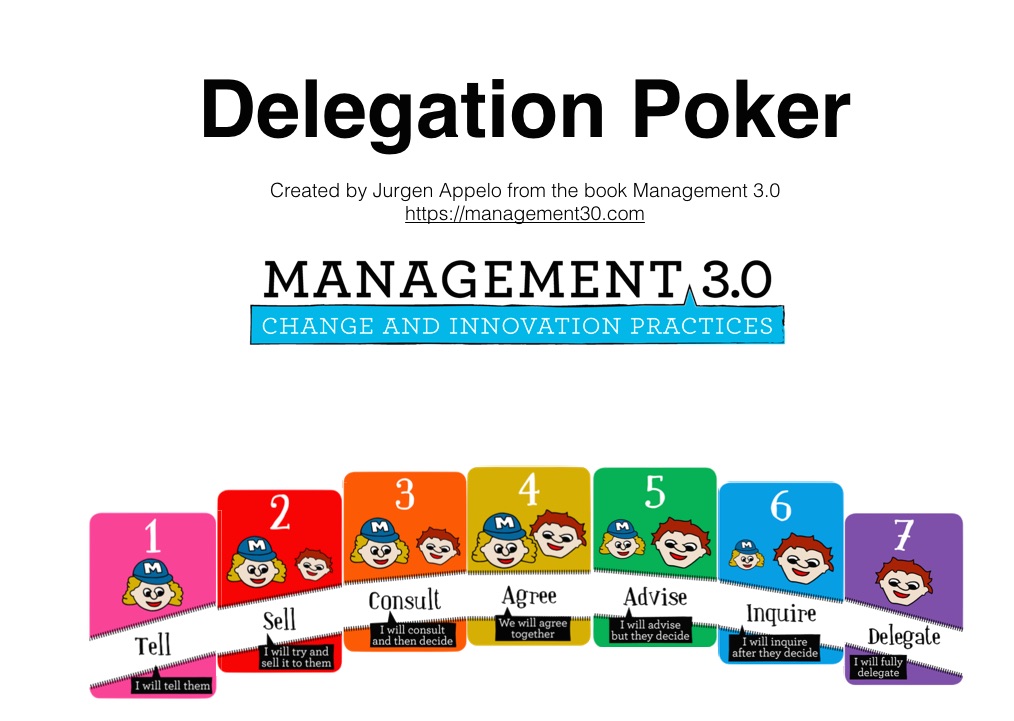 Delegation Poker
Created by Jurgen Appelo from the book Management 3.0
https://management30.com
MANAGEMENT 3.0
CHANGE AND INNOVATION PRACTICES
1
M
Tell
I will tell them
2
M
Sell
I will try and
sell it to them
3
M
Consult
I will consult
and then decide
4
M
Agree
We will agree
together
5
M
Advise
I will advise
but they decide
6
M
Inquire
I will inquire
after they decide
7
Delegate
I will fully
delegate